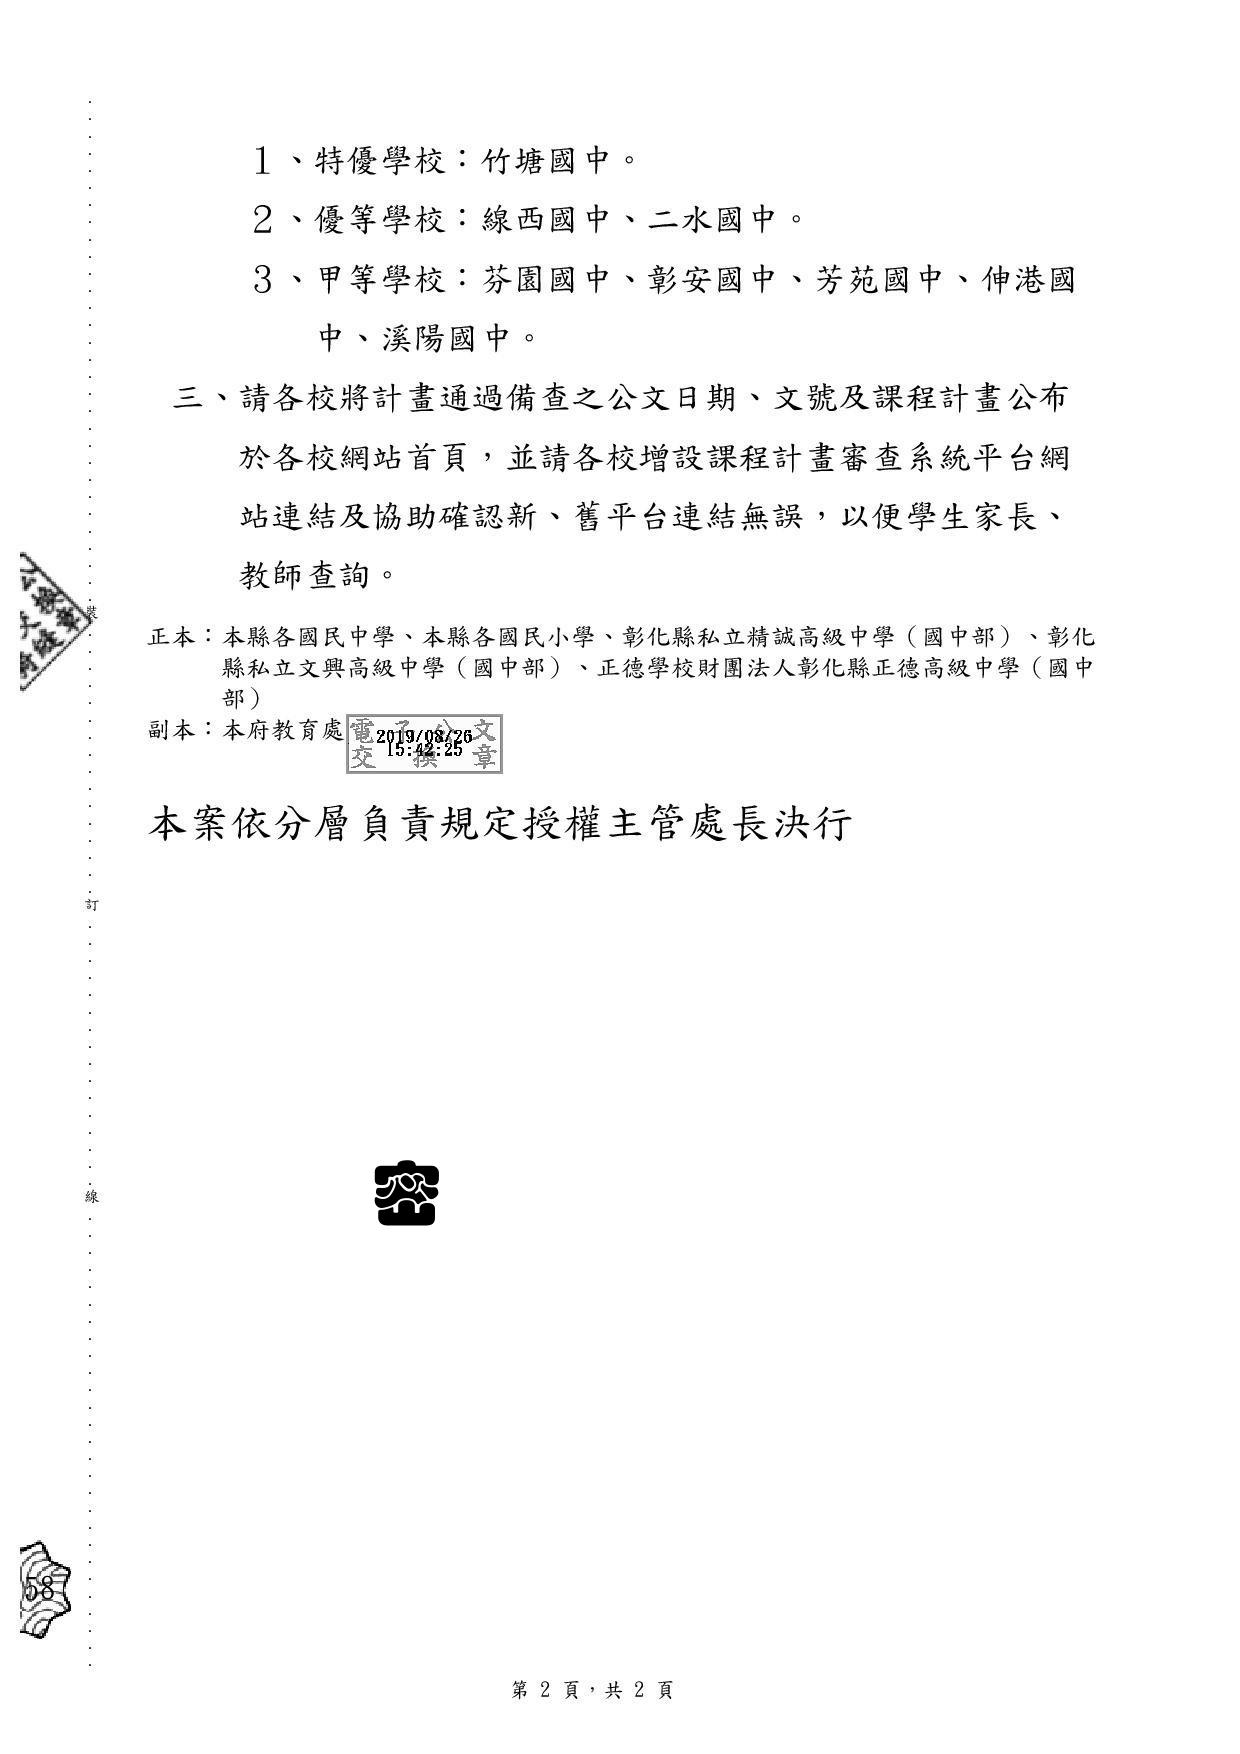 １、特優學校：竹塘國中。
２、優等學校：線西國中、二水國中。
３、甲等學校：芬園國中、彰安國中、芳苑國中、伸港國
中、溪陽國中。
三、請各校將計畫通過備查之公文日期、文號及課程計畫公布
於各校網站首頁，並請各校增設課程計畫審查系統平台網
站連結及協助確認新、舊平台連結無誤，以便學生家長、
教師查詢。
裝
正本：本縣各國民中學、本縣各國民小學、彰化縣私立精誠高級中學（國中部）、彰化
縣私立文興高級中學（國中部）、正德學校財團法人彰化縣正德高級中學（國中
部）
副本：本府教育處
電子公文
2019/08/26
15:42:25
交換章
本案依分層負責規定授權主管處長決行
訂
線
58
第 2 頁，共 2 頁